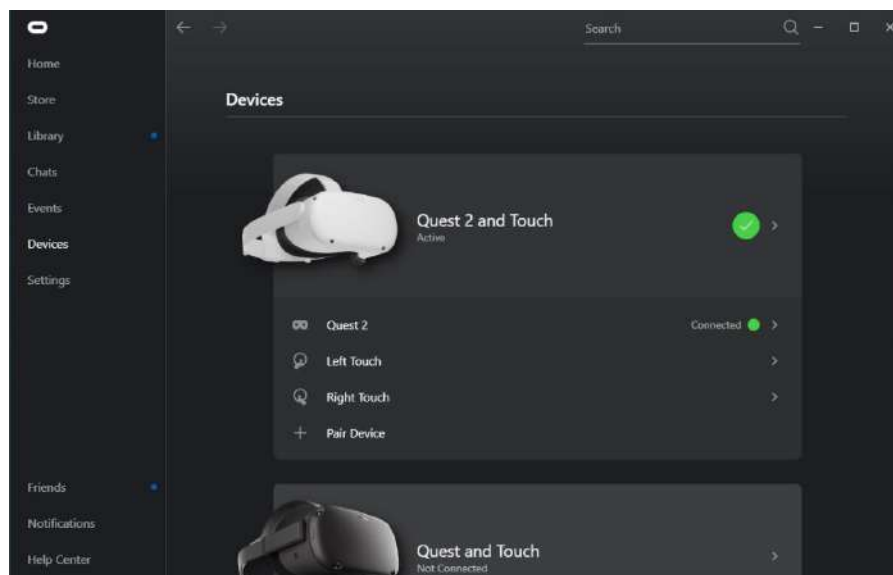 Search
Home
Store
Library
Chats
Events
Devices
Settings
Friends
Notifications
Help Center
Devices
Quest 2 and Touch
Active
Quest 2
Connected
Left Touch
Right Touch
Pair Device
Quest and Touch
Not Connected